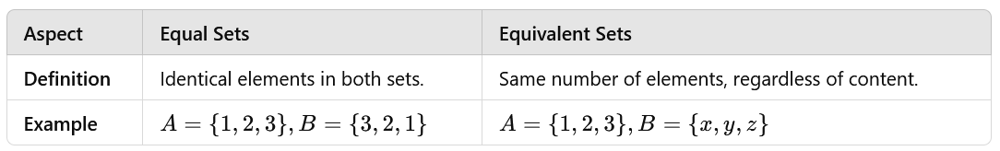 Aspect Equal Sets Equivalent Sets
Definition Identical elements in both sets. Same number of elements, regardless of content.
Example A = {1, 2, 3}, B = {3, 2, 1} A = {1, 2, 3}, B = {x, y, z}